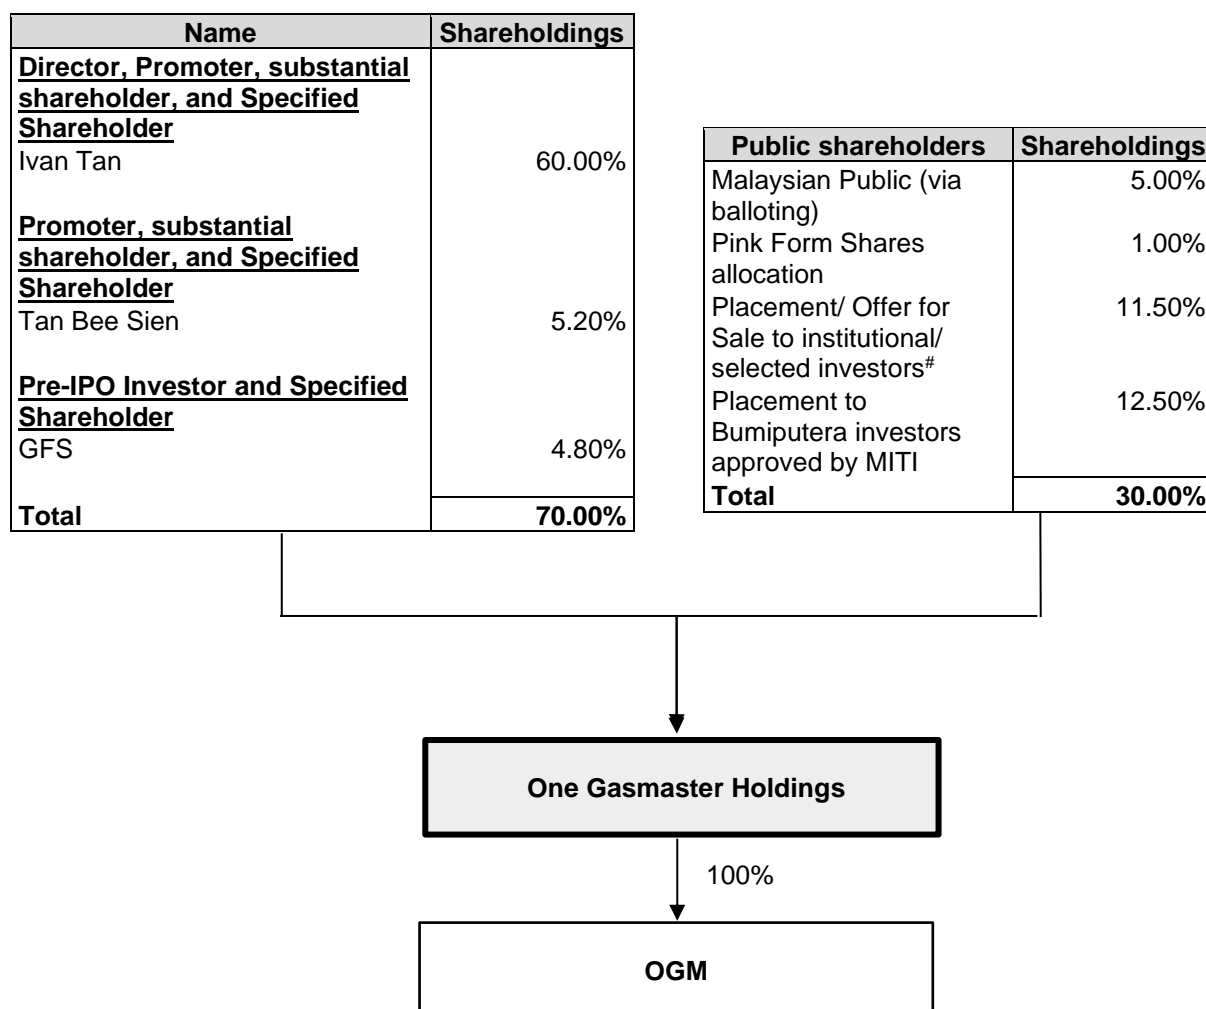 Name Shareholdings
Director, Promoter, substantial
shareholder, and Specified
Shareholder
Ivan Tan 60.00%
Promoter, substantial
shareholder, and Specified
Shareholder
Tan Bee Sien 5.20%
Pre-IPO Investor and Specified
Shareholder
GFS 4.80%
Total 70.00%
Public shareholders Shareholdings
Malaysian Public (via 5.00%
balloting)
Pink Form Shares 1.00%
allocation
Placement/ Offer for 11.50%
Sale to institutional/
selected investors#
Placement to 12.50%
Bumiputera investors
approved by MITI
Total 30.00%
One Gasmaster Holdings
100%
OGM